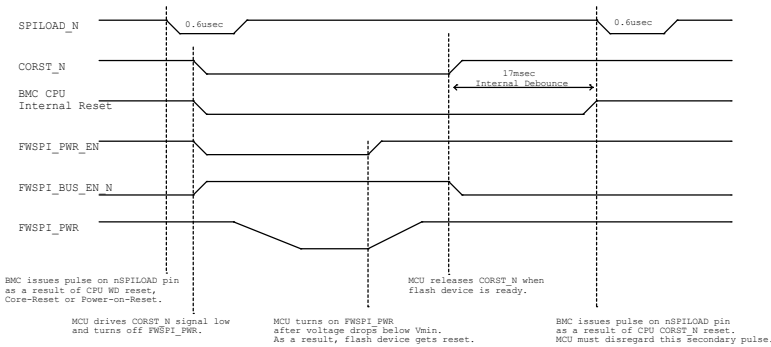 SPILOAD_N
0.6usec
0.6usec
CORST_N
17msec
Internal Debounce
BMC CPU
Internal Reset
FWSPI_PWR_EN
FWSPI_BUS_EN_N
FWSPI_PWR
BMC issues pulse on nSPILOAD pin
as a result of CPU WD reset,
Core-Reset or Power-on-Reset.
MCU releases CORST_N when
flash device is ready.
MCU drives CORST_N signal low
and turns off FWSPI_PWR.
MCU turns on FWSPI_PWR
after voltage drops below Vmin.
As a result, flash device gets reset.
BMC issues pulse on nSPILOAD pin
as a result of CPU CORST_N reset.
MCU must disregard this secondary pulse.